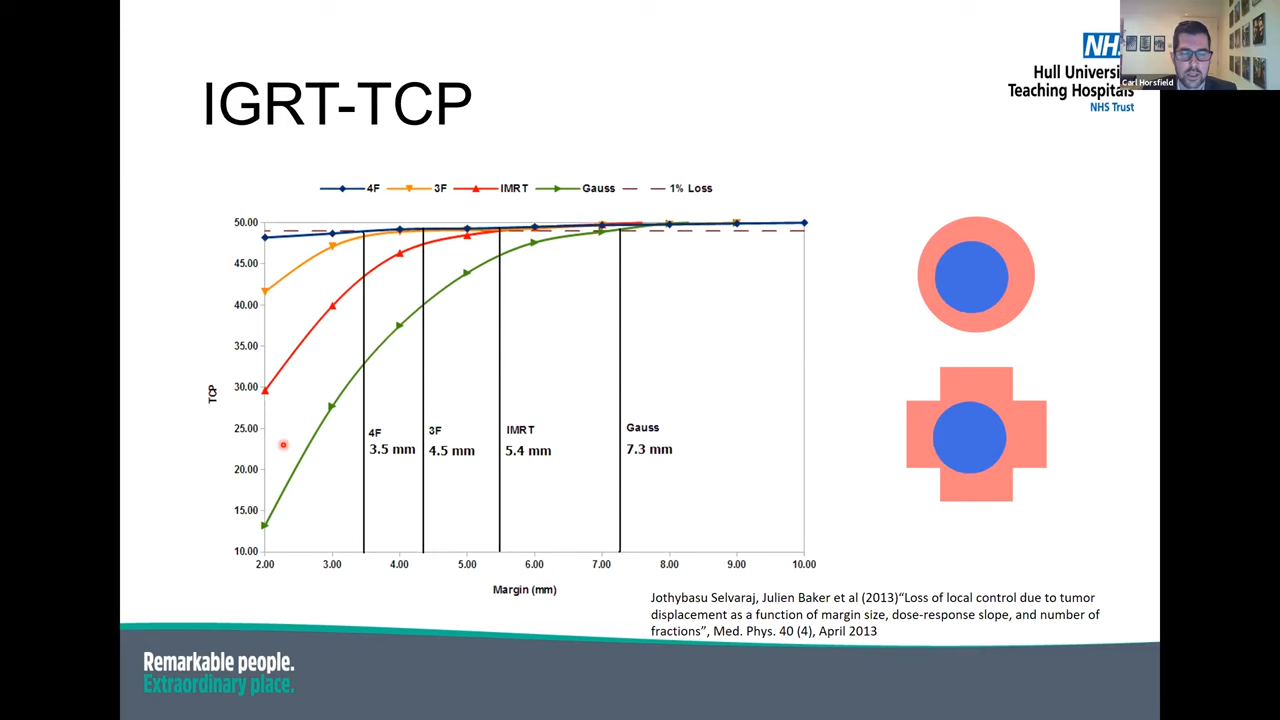 IGRT-TCP
NHS
Hull Universi
Teaching Hospitals
NHS Trust
Carl Horsfield
4F
3F
IMRT
Gauss
1% Loss
50.00
45.00
40.00
35.00
30.00
25.00
20.00
15.00
10.00
TCP
4F
3.5 mm
3F
4.5 mm
IMRT
5.4 mm
Gauss
7.3 mm
2.00
3.00
4.00
5.00
6.00
7.00
8.00
9.00
10.00
Margin (mm)
Jothybasu Selvaraj, Julien Baker et al (2013)“Loss of local control due to tumor
displacement as a function of margin size, dose-response slope, and number of
fractions”, Med. Phys. 40 (4), April 2013
Remarkable people.
Extraordinary place.